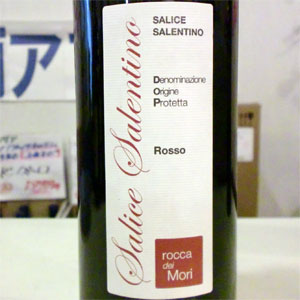 Salice Salentino
SALICE
SALENTINO
Denominazione
Origine
Protetta
Rosso
rocca
dei
Mori